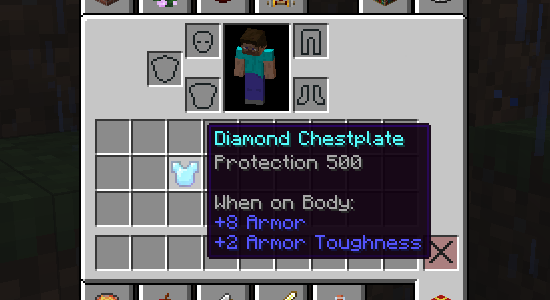 Diamond Chestplate
Protection 500
When on Body:
+8 Armor
+2 Armor Toughness